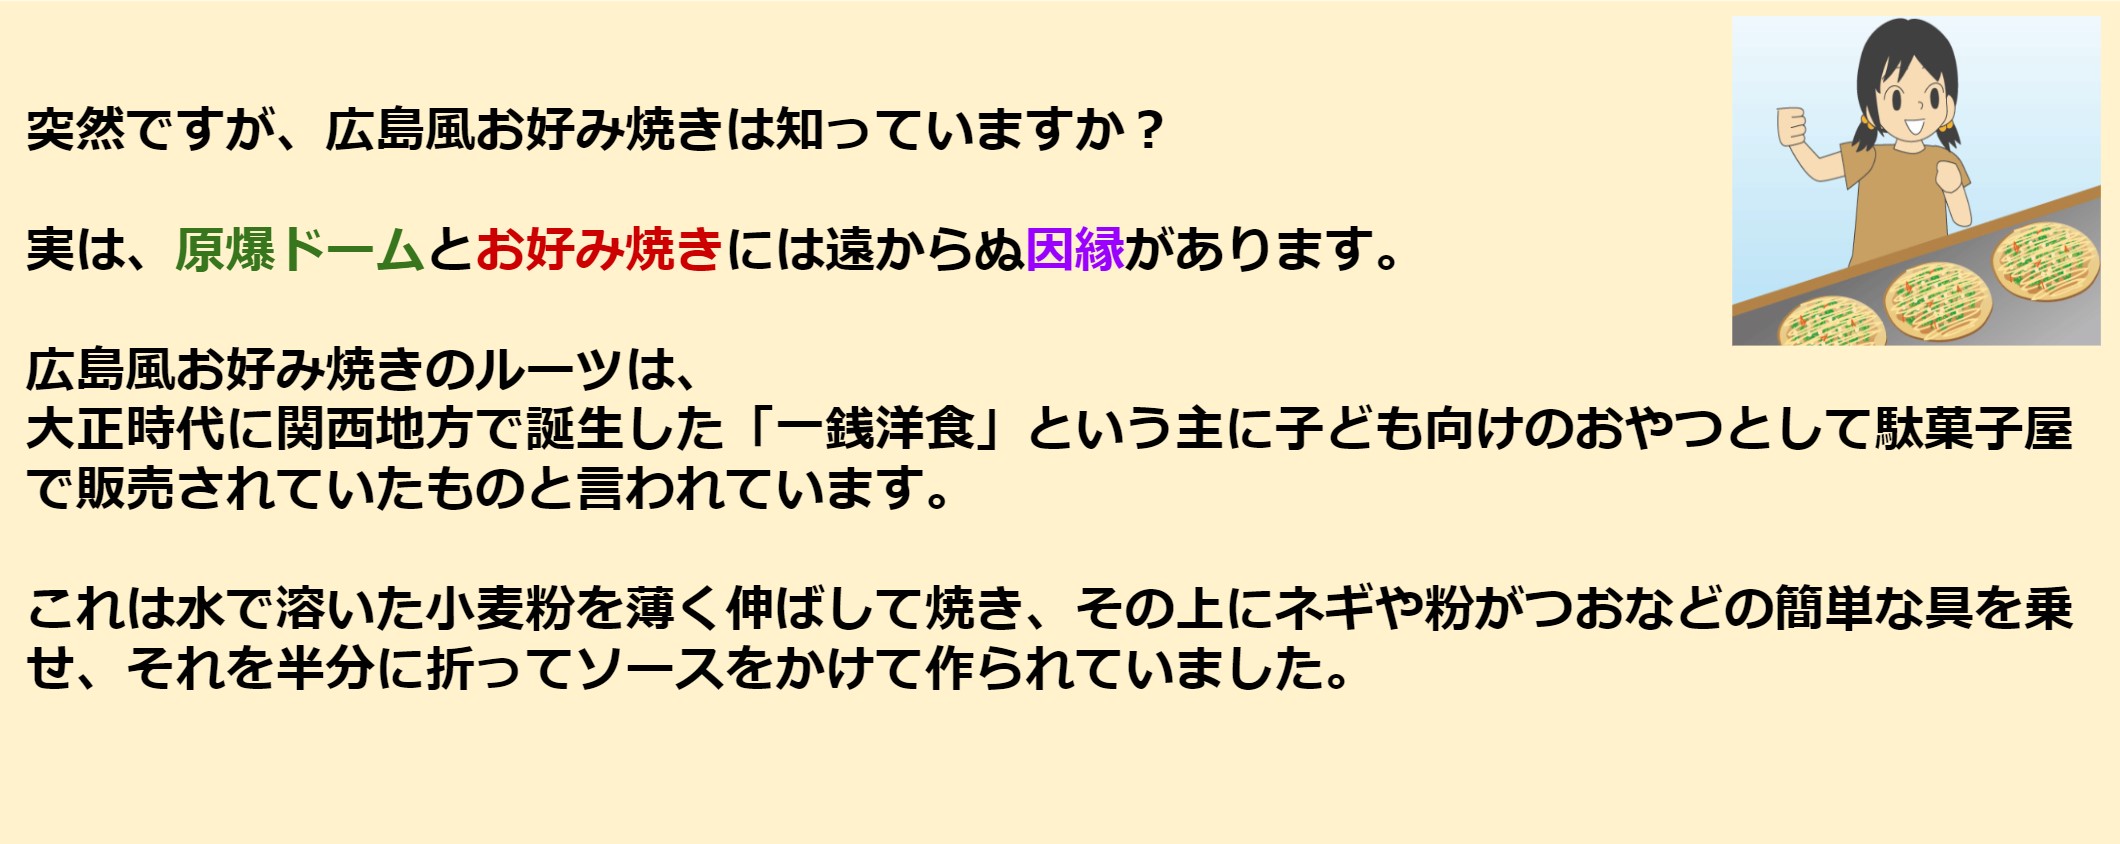 突然ですが、広島風お好み焼きは知っていますか？
実は、原爆ドームとお好み焼きには遠からぬ因縁があります。
広島風お好み焼きのルーツは、
大正時代に関西地方で誕生した「一銭洋食」という主に子ども向けのおやつとして駄菓子屋
で販売されていたものと言われています。
これは水で溶いた小麦粉を薄く伸ばして焼き、その上にネギや粉がつおなどの簡単な具を乗
せ、それを半分に折ってソースをかけて作られていました。